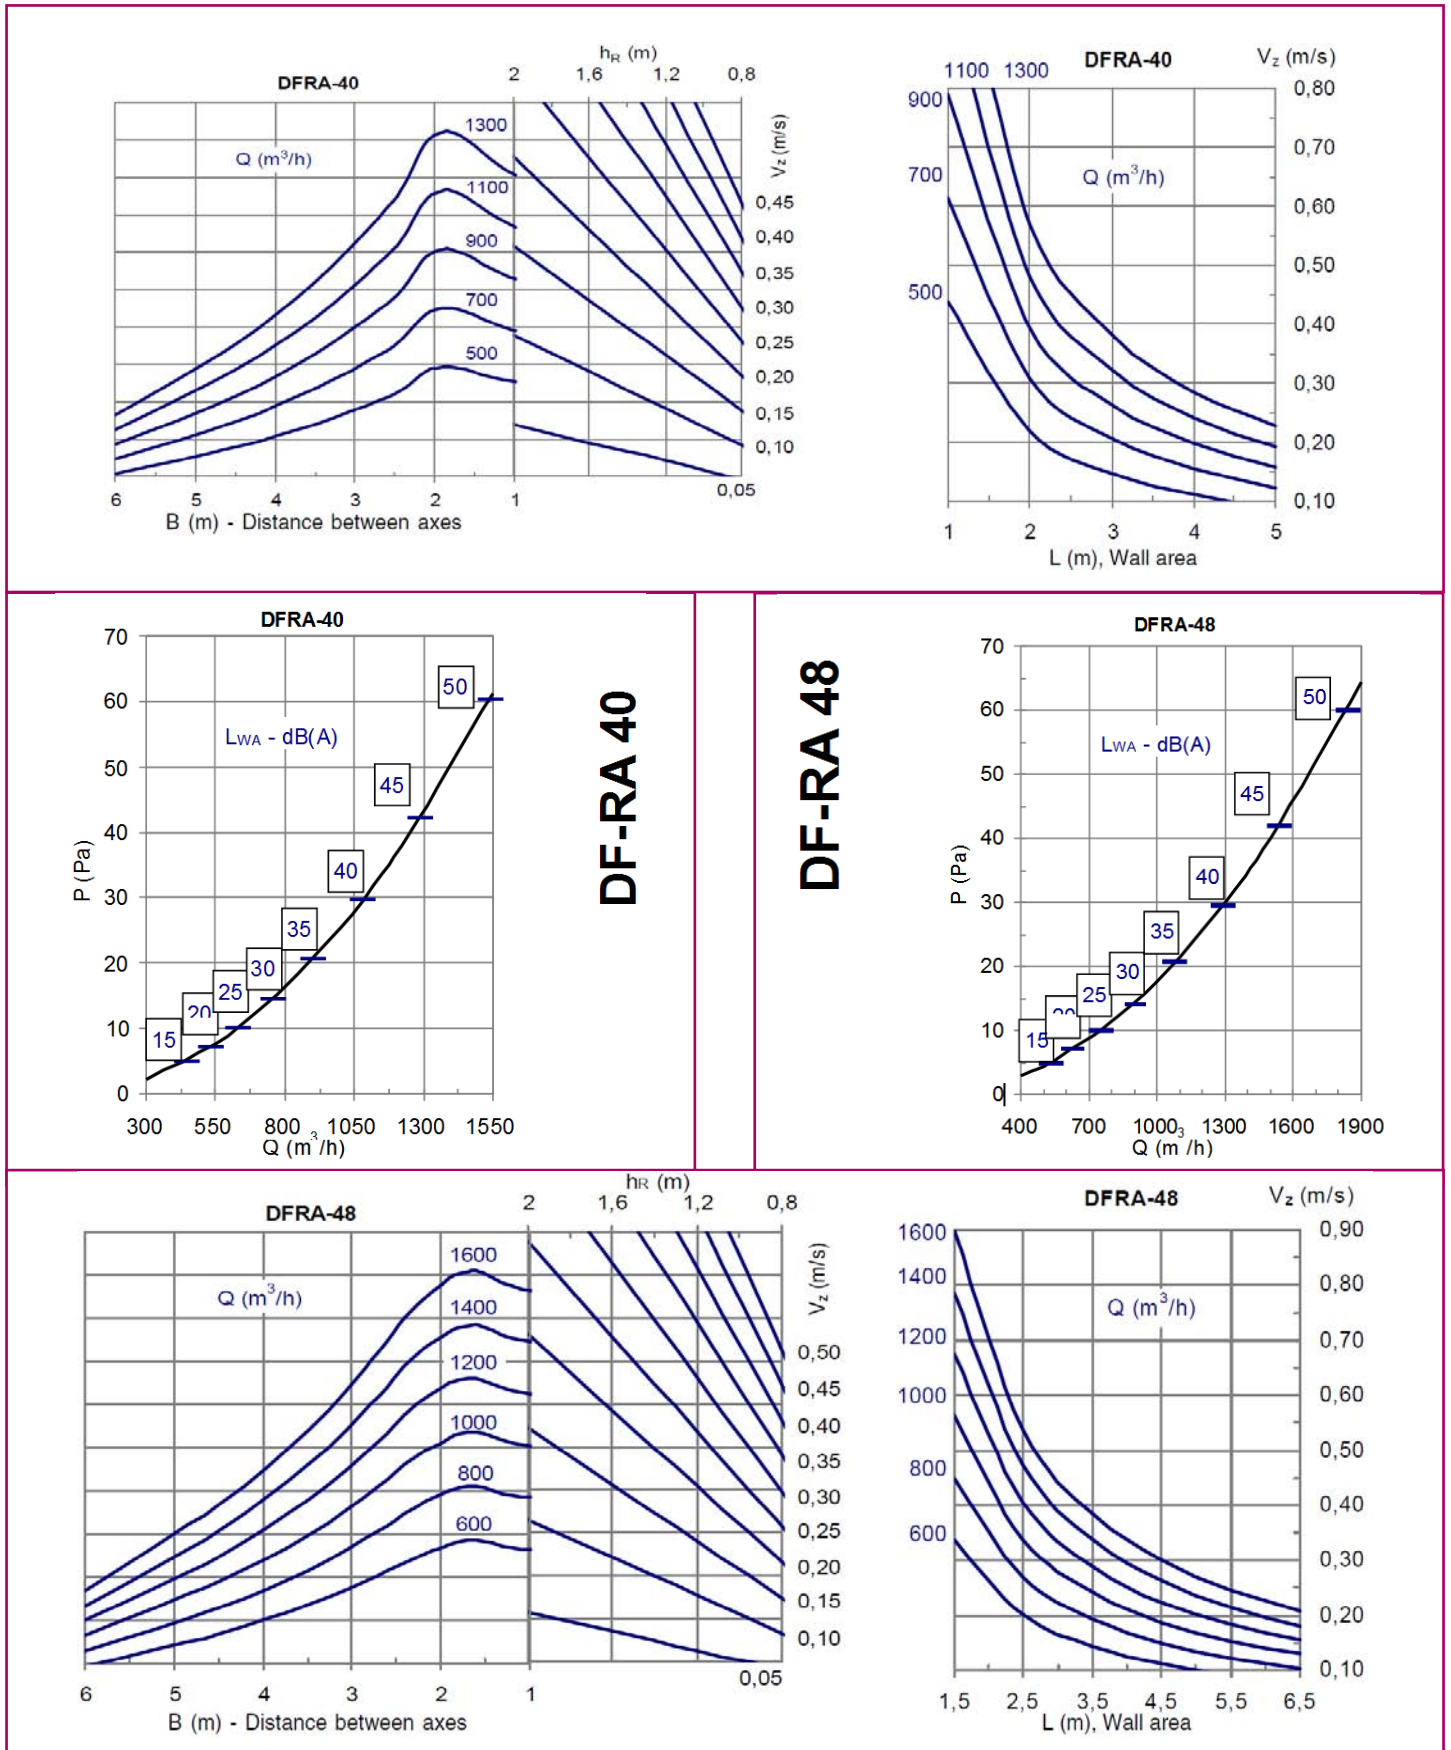 h_R (m)
DFRA-40
2 1,6 1,2 0,8
Q (m³/h)
1300
1100
900
700
500
V_z (m/s)
0,45
0,40
0,35
0,30
0,25
0,20
0,15
0,10
0,05
6 5 4 3 2 1
B (m) - Distance between axes
1100 1300 DFRA-40 V_z (m/s)
900
700
500
Q (m³/h)
0,80
0,70
0,60
0,50
0,40
0,30
0,20
0,10
1 2 3 4 5
L (m), Wall area
DFRA-40
70
60
50
40
30
20
10
0
P (Pa)
LWA - dB(A)
50
45
40
35
30
25
20
15
300 550 800 1050 1300 1550
Q (m³/h)
DF-RA 40
DF-RA 48
DFRA-48
70
60
50
40
30
20
10
0
P (Pa)
LWA - dB(A)
50
45
40
35
30
25
15
400 700 1000 1300 1600 1900
Q (m³/h)
hR (m)
DFRA-48
2 1,6 1,2 0,8
Q (m³/h)
1600
1400
1200
1000
800
600
V_z (m/s)
0,50
0,45
0,40
0,35
0,30
0,25
0,20
0,15
0,10
0,05
6 5 4 3 2 1
B (m) - Distance between axes
DFRA-48 V_z (m/s)
1600
1400
1200
1000
800
600
Q (m³/h)
0,90
0,80
0,70
0,60
0,50
0,40
0,30
0,20
0,10
1,5 2,5 3,5 4,5 5,5 6,5
L (m), Wall area